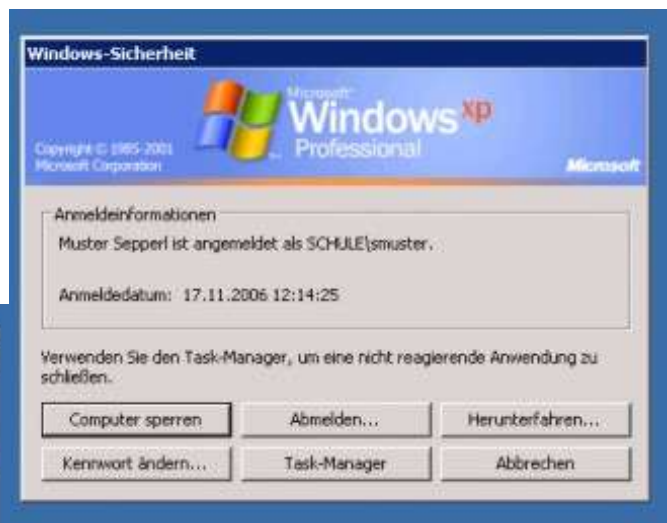 Windows-Sicherheit
Microsoft
Windows xp
Professional
Copyright © 1985-2001
Microsoft Corporation
Microsoft
Anmeldeinformationen
Muster Sepperl ist angemeldet als SCHULE\smuster.
Anmeldedatum: 17.11.2006 12:14:25
Verwenden Sie den Task-Manager, um eine nicht reagierende Anwendung zu
schließen.
Computer sperren
Abmelden...
Herunterfahren...
Kennwort ändern...
Task-Manager
Abbrechen